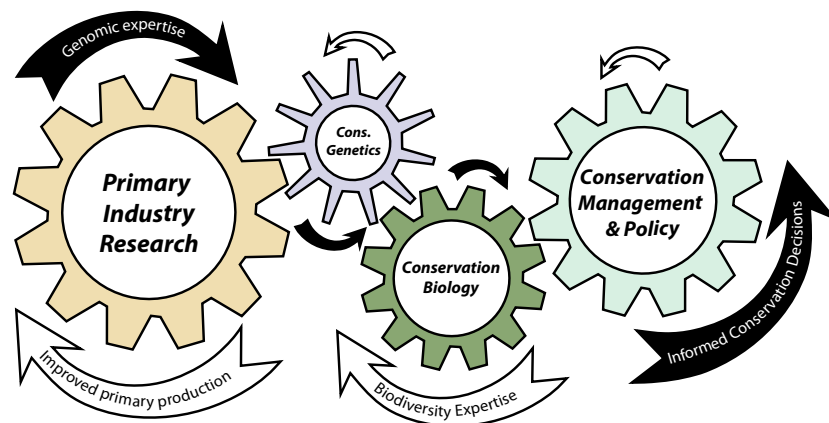 Genomic expertise
Primary
Industry
Research
Improved primary production
Cons.
Genetics
Conservation
Biology
Biodiversity Expertise
Conservation
Management
& Policy
Informed Conservation Decisions